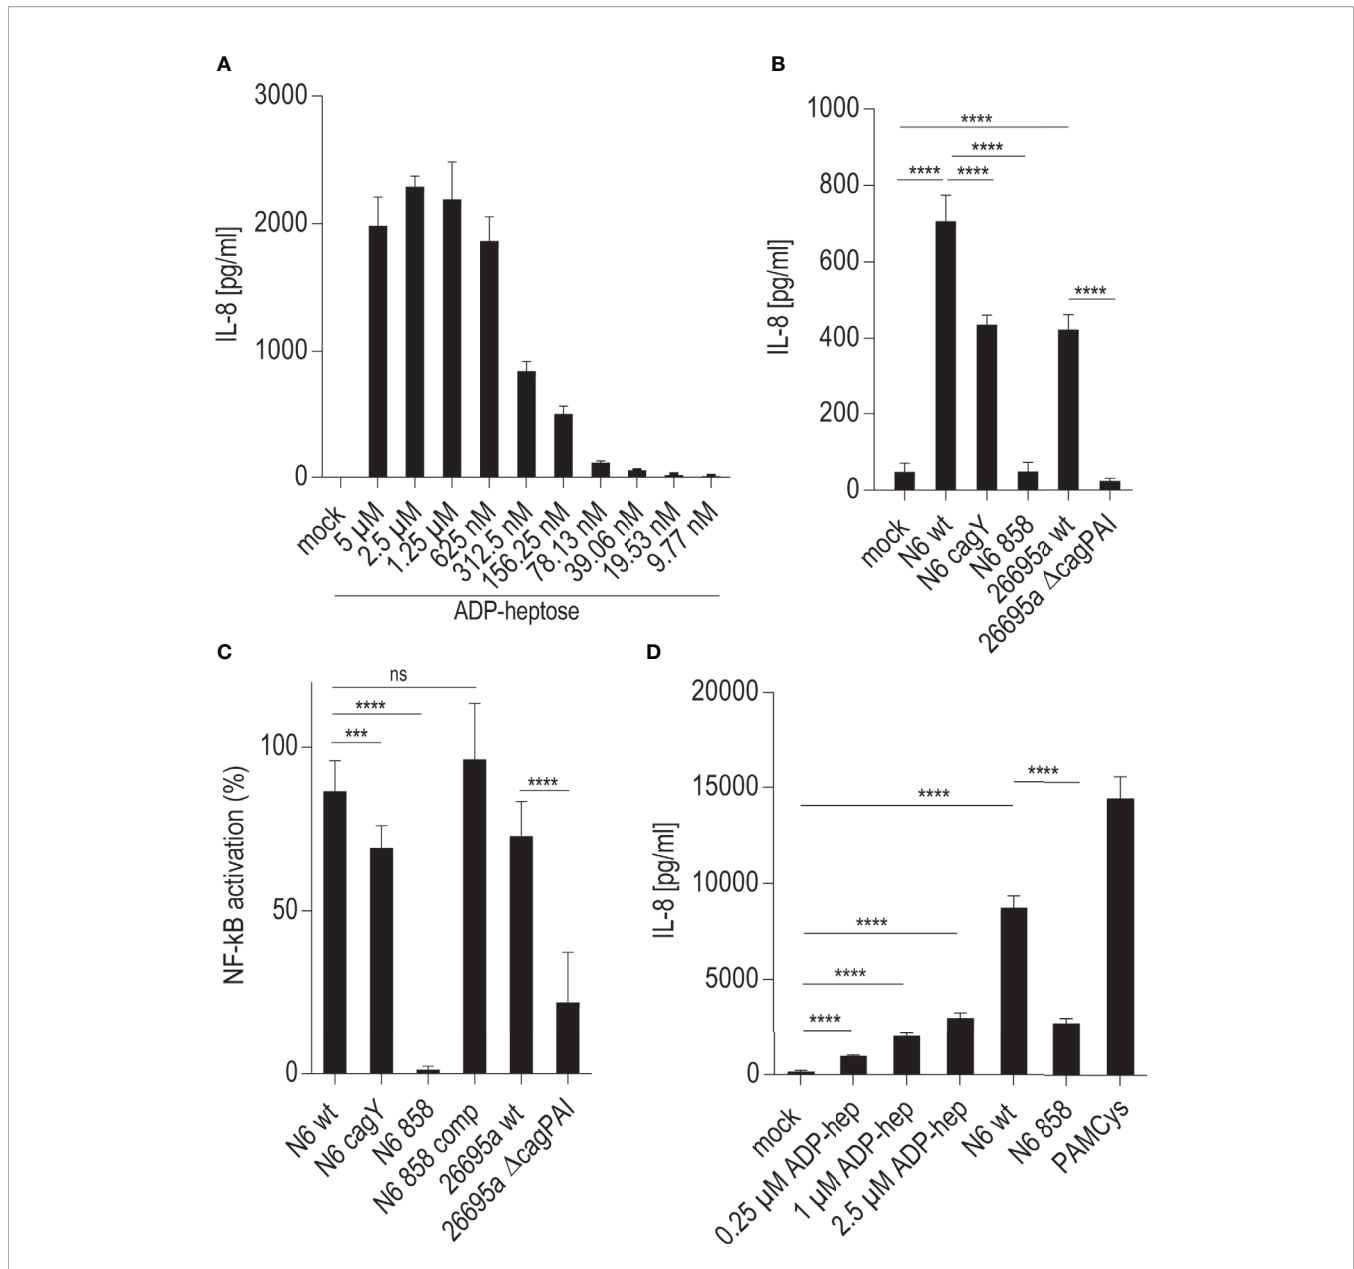 A
3000
2000
1000
0
IL-8 [pg/ml]
mock
5 µM
2.5 µM
1.25 µM
625 nM
312.5 nM
156.25 nM
78.13 nM
39.06 nM
19.53 nM
9.77 nM
ADP-heptose
B
1000
800
600
400
200
0
IL-8 [pg/ml]
****
****
**** ****
****
mock
N6 wt
N6 cagY
N6 858
26695a wt
26695a ΔcagPAI
C
100
50
0
NF-kB activation (%)
ns
****
***
****
N6 wt
N6 cagY
N6 858
N6 858 comp
26695a wt
26695a ΔcagPAI
D
20000
15000
10000
5000
0
IL-8 [pg/ml]
****
****
****
****
****
mock
0.25 µM ADP-hep
1 µM ADP-hep
2.5 µM ADP-hep
N6 wt
N6 858
PAMCys